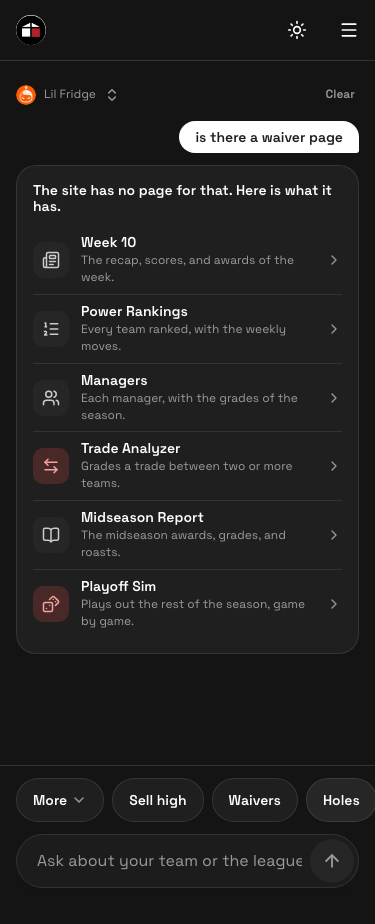 Lil Fridge
Clear
is there a waiver page
The site has no page for that. Here is what it
has.
Week 10
The recap, scores, and awards of the
week.
Power Rankings
Every team ranked, with the weekly
moves.
Managers
Each manager, with the grades of the
season.
Trade Analyzer
Grades a trade between two or more
teams.
Midseason Report
The midseason awards, grades, and
roasts.
Playoff Sim
Plays out the rest of the season, game
by game.
More
Sell high
Waivers
Holes
Ask about your team or the league